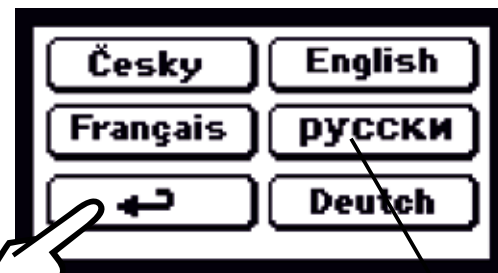 Česky English
Français русски
Deutch